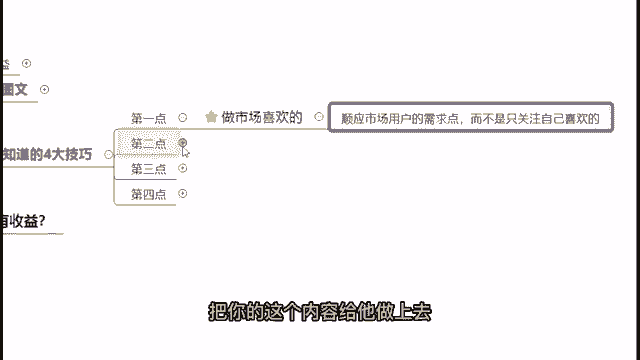 益
图文
第一点
做市场喜欢的
顺应市场用户的需求点，而不是只关注自己喜欢的
第二点
知道的4大技巧
第三点
第四点
有收益?
把你的这个内容给他做上去